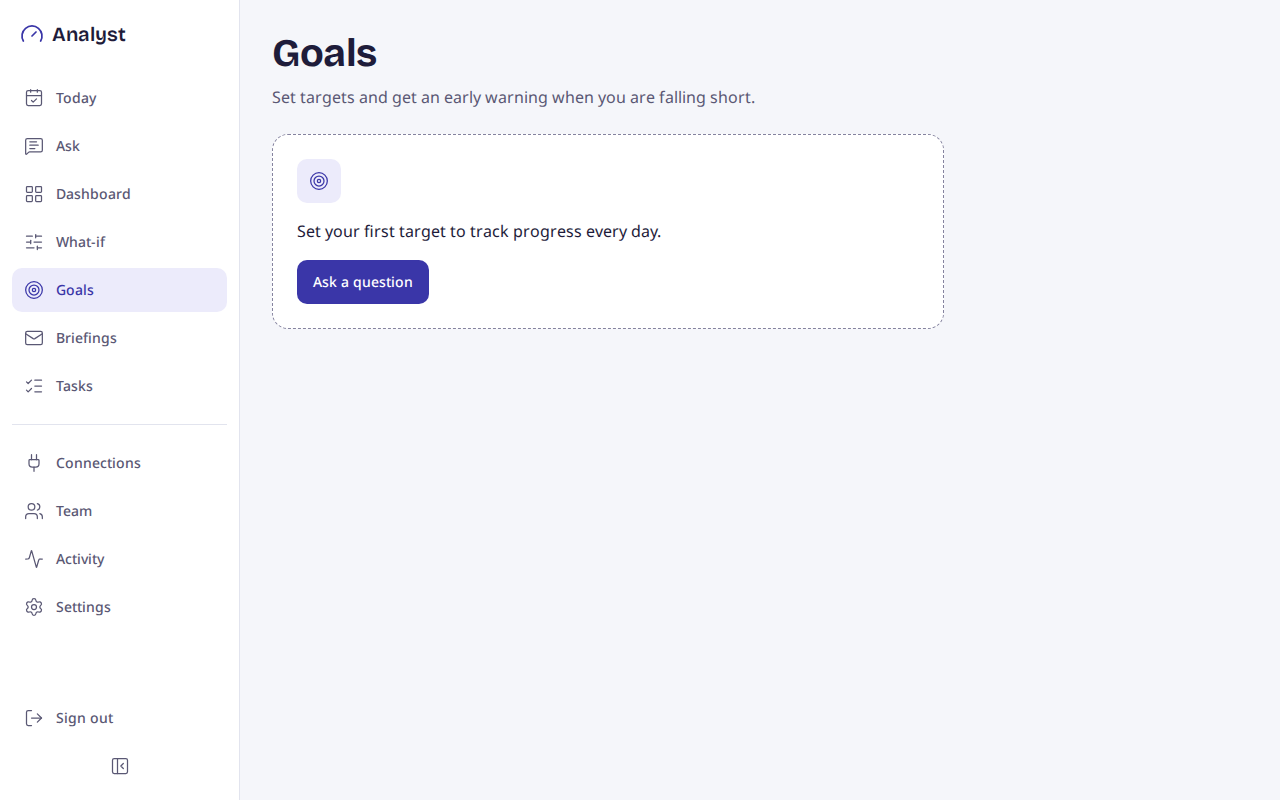 Analyst
Today
Ask
Dashboard
What-if
Goals
Briefings
Tasks
Connections
Team
Activity
Settings
Sign out
Goals
Set targets and get an early warning when you are falling short.
Set your first target to track progress every day.
Ask a question